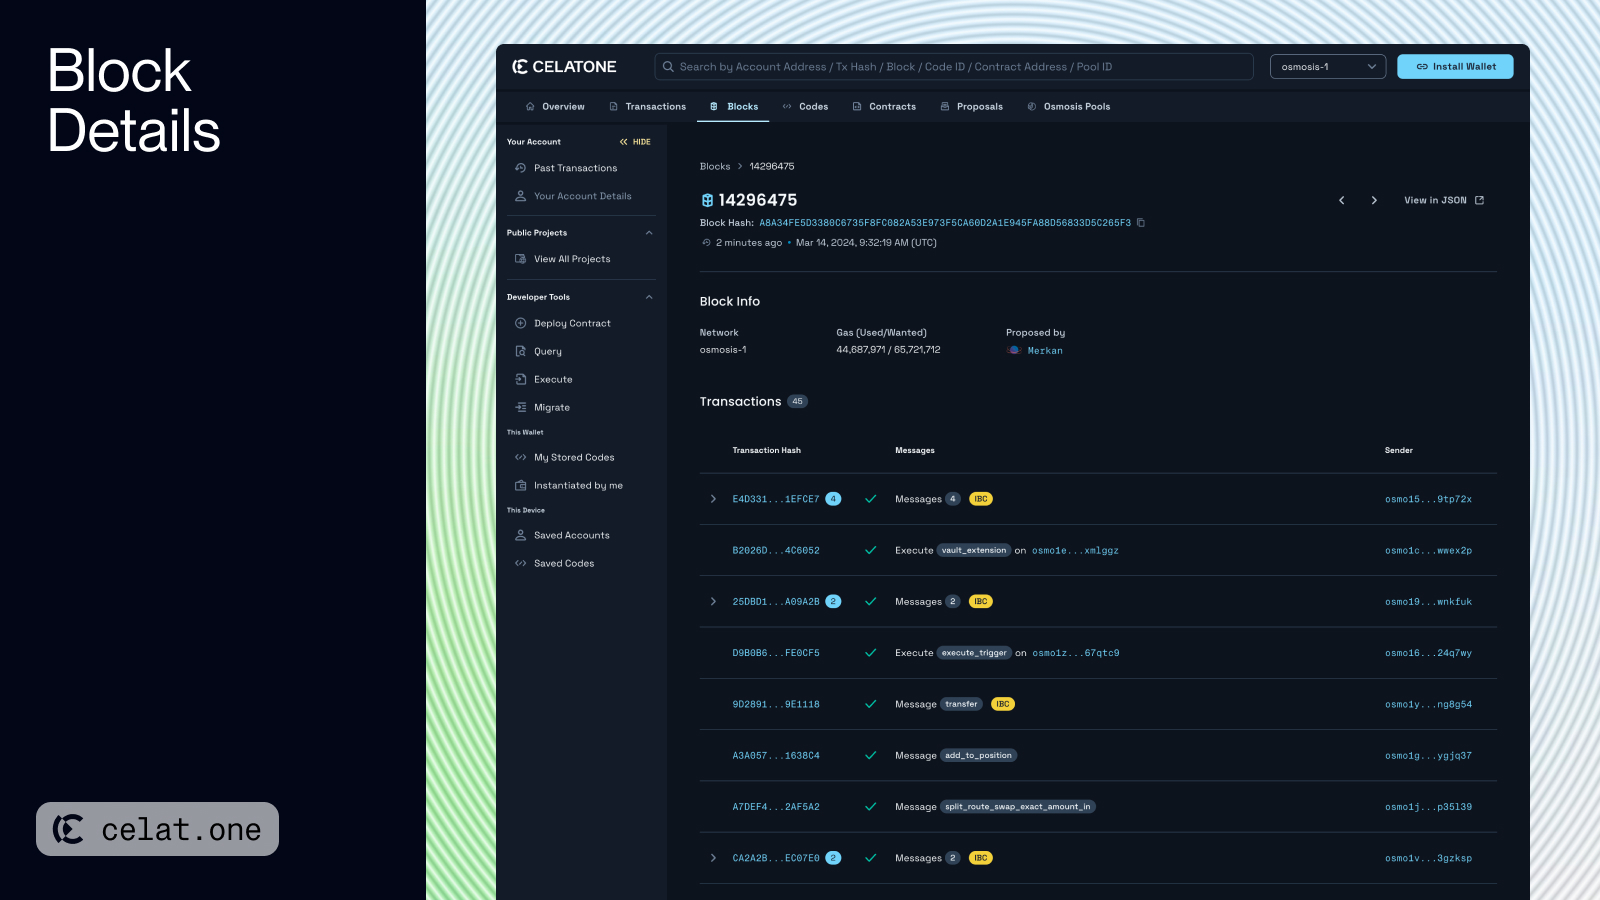 Block
Details
celat.one
CELATONE
Search by Account Address / Tx Hash / Block / Code ID / Contract Address / Pool ID
osmosis-1
Install Wallet
Overview Transactions Blocks Codes Contracts Proposals Osmosis Pools
Your Account HIDE
Past Transactions
Your Account Details
Public Projects
View All Projects
Developer Tools
Deploy Contract
Query
Execute
Migrate
This Wallet
My Stored Codes
Instantiated by me
This Device
Saved Accounts
Saved Codes
Blocks > 14296475
14296475
View in JSON
Block Hash: A8A34FE5D3380C6735F8FC082A53E973F5CA60D2A1E945FA88D56833D5C265F3
2 minutes ago • Mar 14, 2024, 9:32:19 AM (UTC)
Block Info
Network Gas (Used/Wanted) Proposed by
osmosis-1 44,687,971 / 65,721,712 Merkan
Transactions 45
Transaction Hash Messages Sender
E4D331...1EFCE7 4 Messages 4 IBC osmo15...9tp72x
B2026D...4C6052 Execute vault_extension on osmo1e...xmlggz osmo1c...wwex2p
25DBD1...A09A2B 2 Messages 2 IBC osmo19...wnkfuk
D9B0B6...FE0CF5 Execute execute_trigger on osmo1z...67qtc9 osmo16...24q7wy
9D2891...9E1118 Message transfer IBC osmo1y...ng8g54
A3A057...1638C4 Message add_to_position osmo1g...ygjq37
A7DEF4...2AF5A2 Message split_route_swap_exact_amount_in osmo1j...p35l39
CA2A2B...EC07E0 2 Messages 2 IBC osmo1v...3gzksp